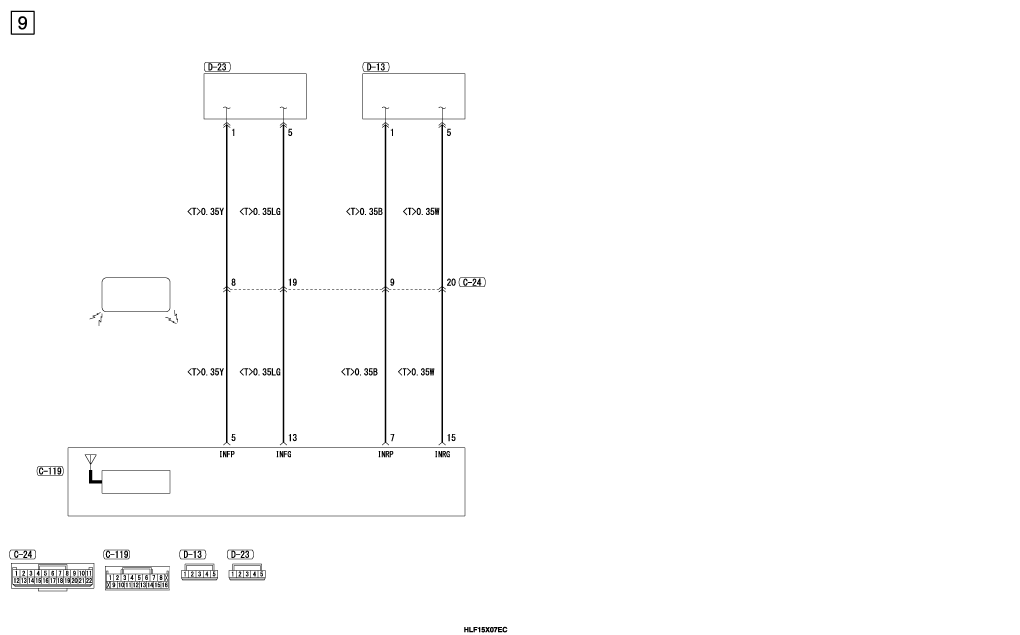 9
D-23 D-13
1 5 1 5
<T>0.35Y <T>0.35LG <T>0.35B <T>0.35W
8 19 9 20 C-24
<T>0.35Y <T>0.35LG <T>0.35B <T>0.35W
5 13 7 15
INFP INFG INRP INRG
C-119
C-24 C-119 D-13 D-23
1 2 3 4 5 6 7 8 9 10 11
12 13 14 15 16 17 18 19 20 21 22
1 2 3 4 5 6 7 8
9 10 11 12 13 14 15 16
1 2 3 4 5
1 2 3 4 5
HLF15X07EC